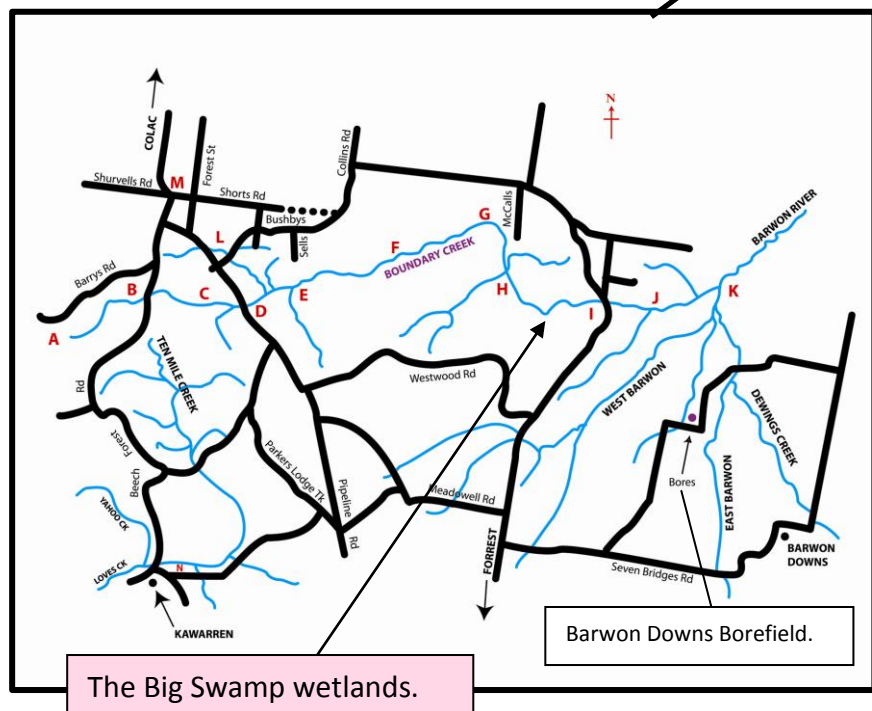 N
COLAC
Forest St
Collins Rd
Shurvells Rd
M
Shorts Rd
McCalls
Bushbys
Sells
G
L
F
BOUNDARY CREEK
BARWON RIVER
Barrys Rd
B
C
D
E
H
I
J
K
A
TEN MILE CREEK
Westwood Rd
WEST BARWON
DEWINGS CREEK
Rd
Forest
Beech
Parkers Lodge Tk
Pipeline
Rd
Meadowell Rd
Bores
EAST BARWON
YAHOO CK
LOVES CK
N
FORREST
Seven Bridges Rd
BARWON
DOWNS
KAWARREN
Barwon Downs Borefield.
The Big Swamp wetlands.